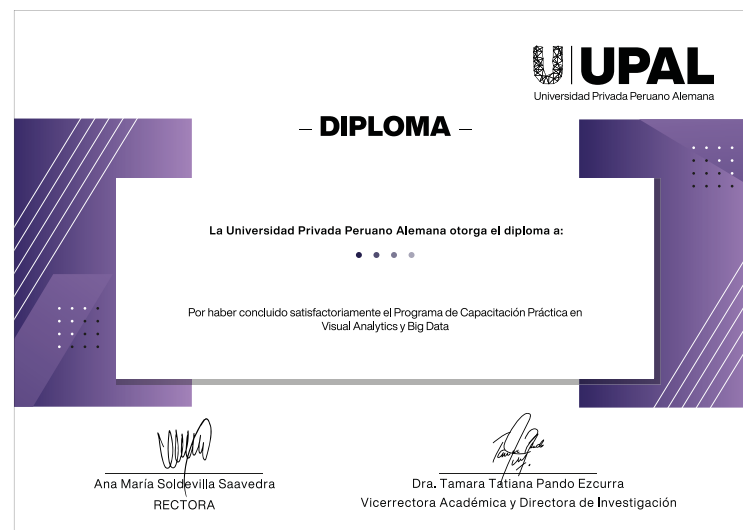 UPAL
Universidad Privada Peruano Alemana
– DIPLOMA –
La Universidad Privada Peruano Alemana otorga el diploma a:
Por haber concluido satisfactoriamente el Programa de Capacitación Práctica en
Visual Analytics y Big Data
Ana María Soldevilla Saavedra
RECTORA
Dra. Tamara Tatiana Pando Ezcurra
Vicerrectora Académica y Directora de Investigación